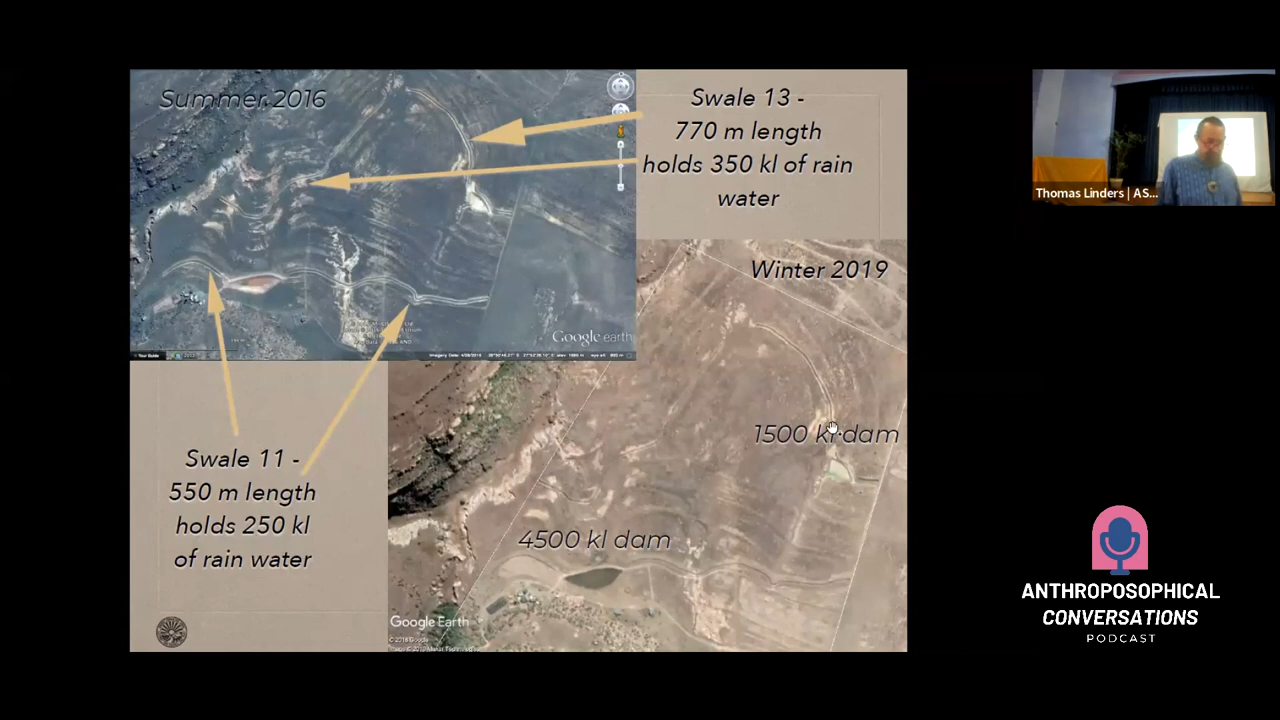 Summer 2016
Swale 13 -
770 m length
holds 350 kl of rain
water
Google earth
Winter 2019
1500 kl dam
4500 kl dam
Swale 11 -
550 m length
holds 250 kl
of rain water
Google Earth
Thomas Linders | AS...
ANTHROPOSOPHICAL
CONVERSATIONS
PODCAST